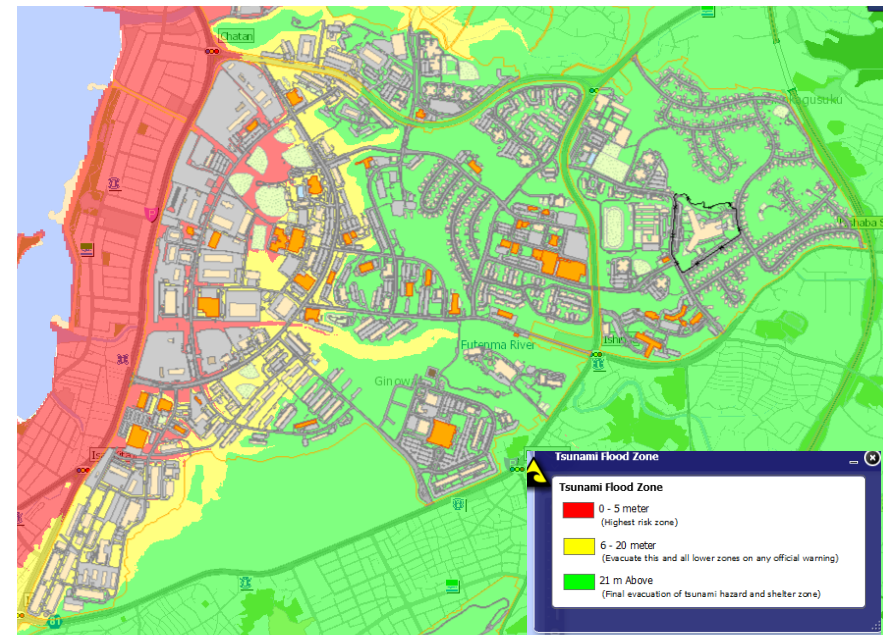 Chatan
Futenma River
81
Tsunami Flood Zone
Tsunami Flood Zone
0 - 5 meter
(Highest risk zone)
6 - 20 meter
(Evacuate this and all lower zones on any official warning)
21 m Above
(Final evacuation of tsunami hazard and shelter zone)